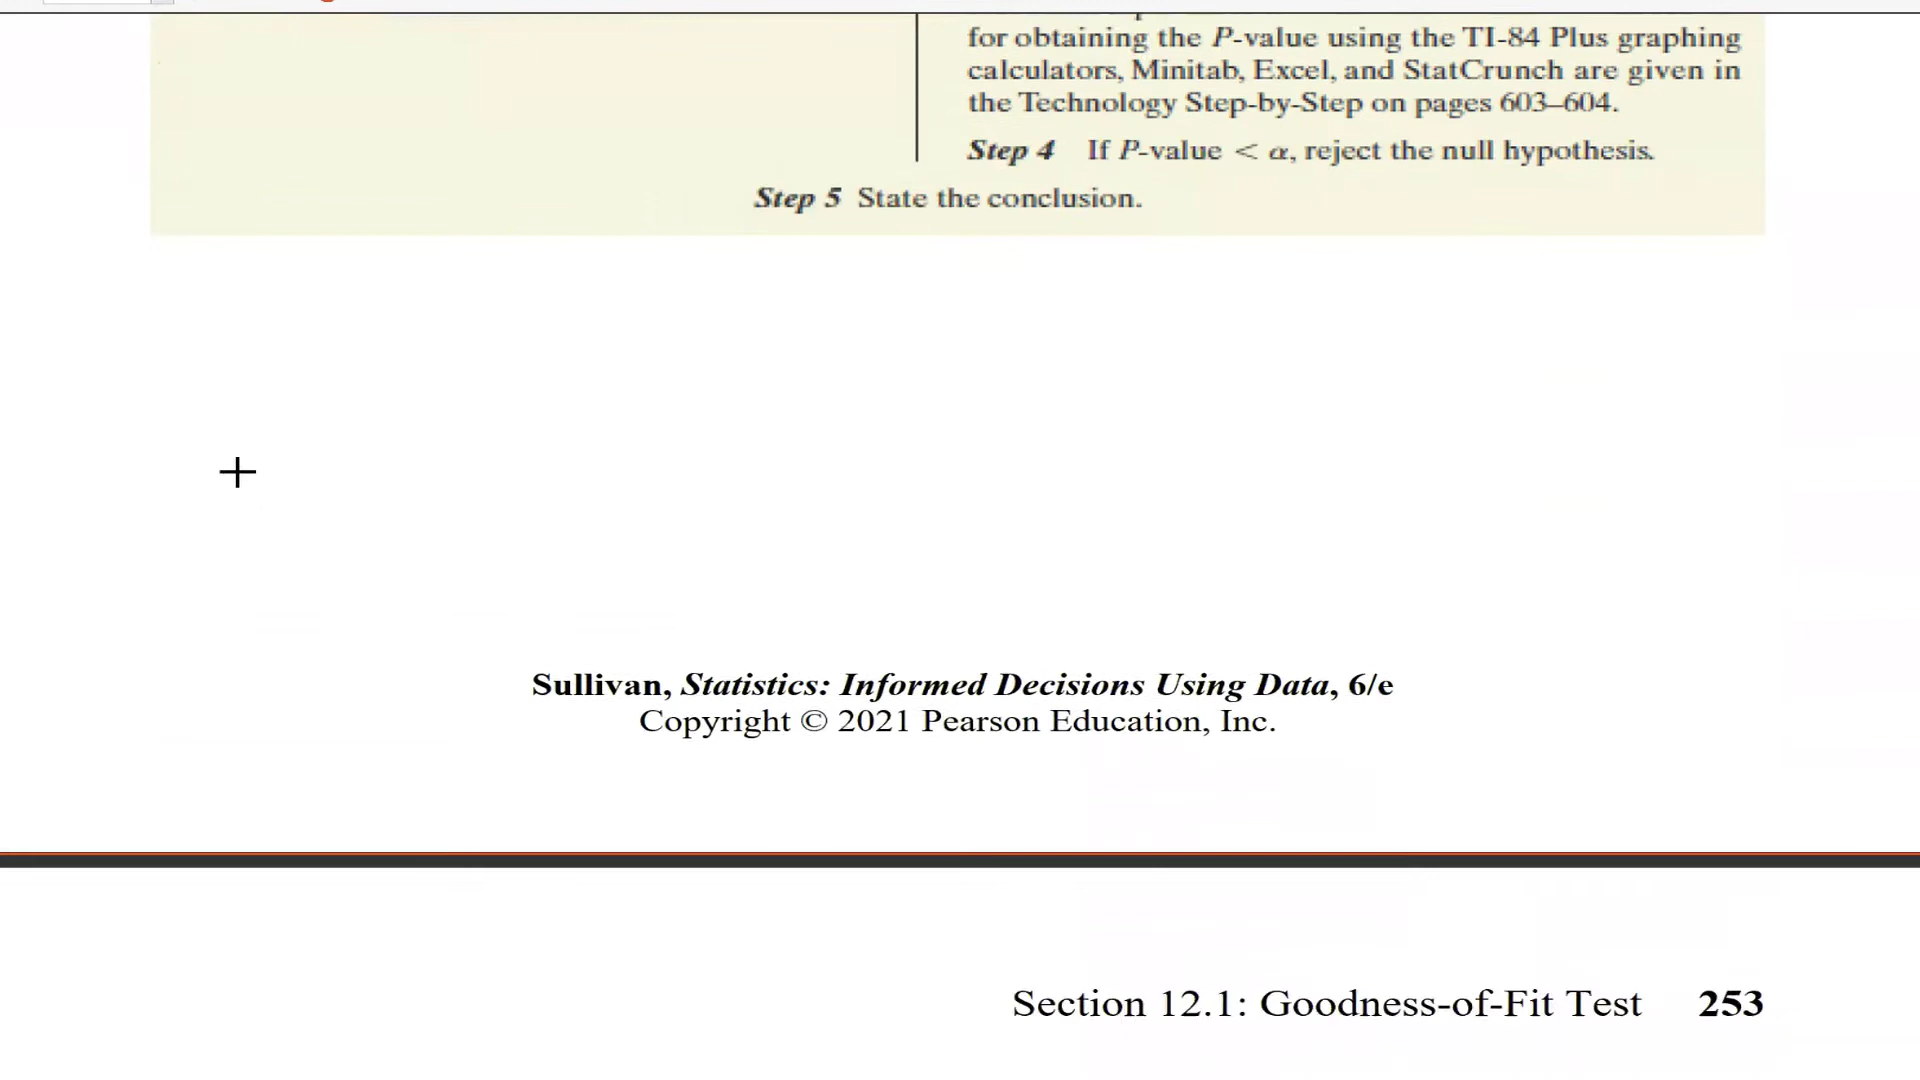 for obtaining the P-value using the TI-84 Plus graphing
calculators, Minitab, Excel, and StatCrunch are given in
the Technology Step-by-Step on pages 603–604.
Step 4 If P-value < α, reject the null hypothesis.
Step 5 State the conclusion.
Sullivan, Statistics: Informed Decisions Using Data, 6/e
Copyright © 2021 Pearson Education, Inc.
Section 12.1: Goodness-of-Fit Test 253